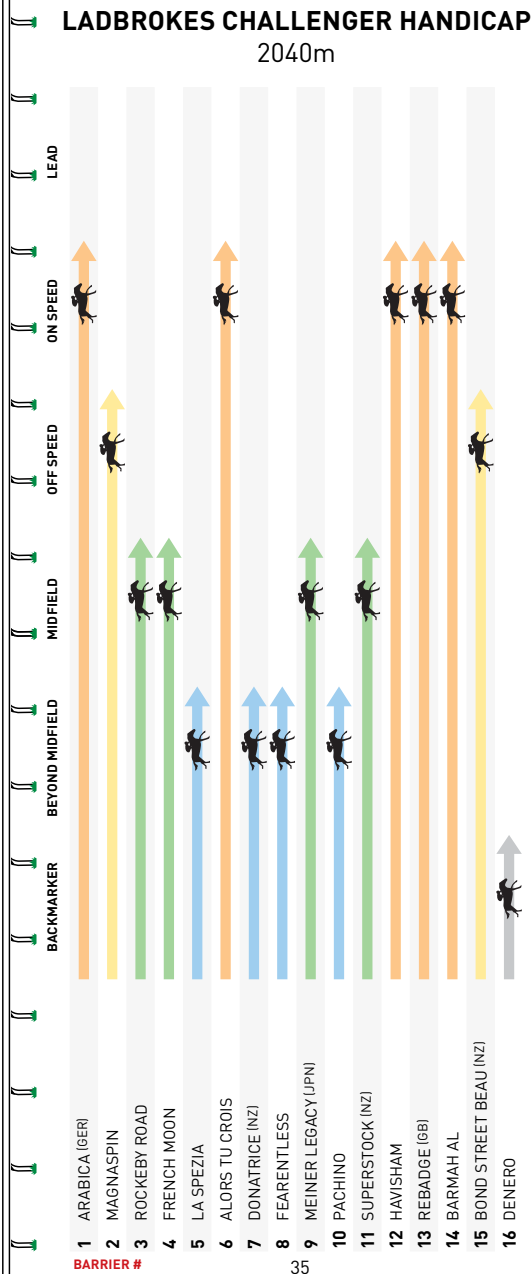 LADBROKES CHALLENGER HANDICAP
2040m
LEAD
ON SPEED
OFF SPEED
MIDFIELD
BEYOND MIDFIELD
BACKMARKER
1 ARABICA (GER)
2 MAGNASPIN
3 ROCKEBY ROAD
4 FRENCH MOON
5 LA SPEZIA
6 ALORS TU CROIS
7 DONATRICE (NZ)
8 FEARENTLESS
9 MEINER LEGACY (JPN)
10 PACHINO
11 SUPERSTOCK (NZ)
12 HAVISHAM
13 REBADGE (GB)
14 BARMAH AL
15 BOND STREET BEAU (NZ)
16 DENERO
BARRIER #
35